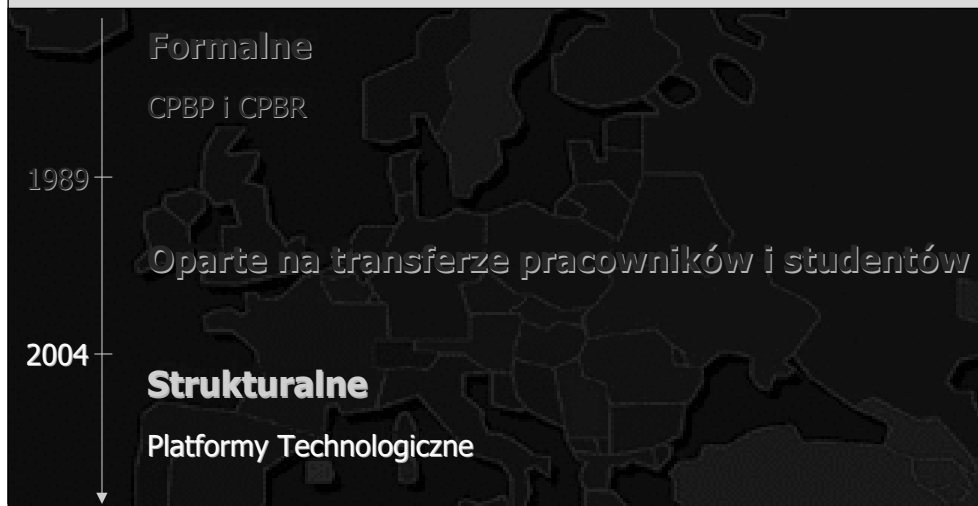 Formalne
CPBP i CPBR
1989
Oparte na transferze pracowników i studentów
2004
Strukturalne
Platformy Technologiczne